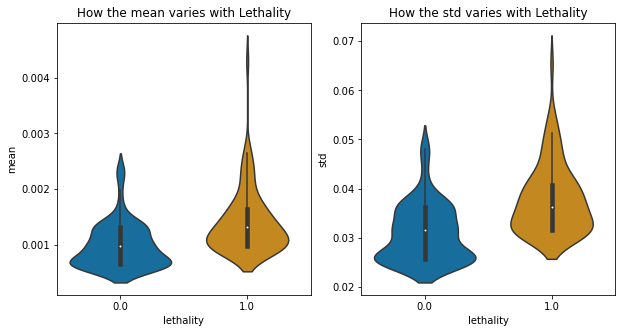 How the mean varies with Lethality
mean
0.004
0.003
0.002
0.001
0.0
1.0
lethality
How the std varies with Lethality
std
0.07
0.06
0.05
0.04
0.03
0.02
0.0
1.0
lethality